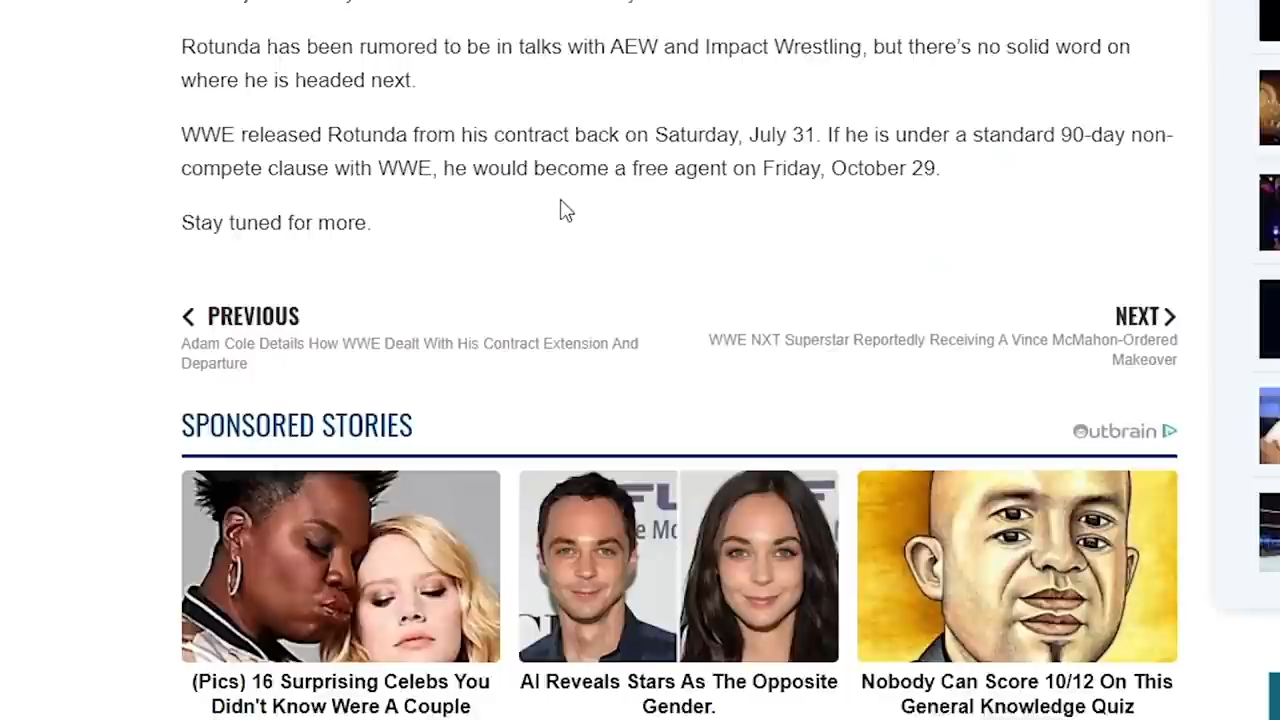 Rotunda has been rumored to be in talks with AEW and Impact Wrestling, but there's no solid word on
where he is headed next.
WWE released Rotunda from his contract back on Saturday, July 31. If he is under a standard 90-day non-
compete clause with WWE, he would become a free agent on Friday, October 29.
Stay tuned for more.
PREVIOUS
Adam Cole Details How WWE Dealt With His Contract Extension And
Departure
NEXT
WWE NXT Superstar Reportedly Receiving A Vince McMahon-Ordered
Makeover
SPONSORED STORIES
Outbrain
(Pics) 16 Surprising Celebs You
Didn't Know Were A Couple
AI Reveals Stars As The Opposite
Gender.
Nobody Can Score 10/12 On This
General Knowledge Quiz